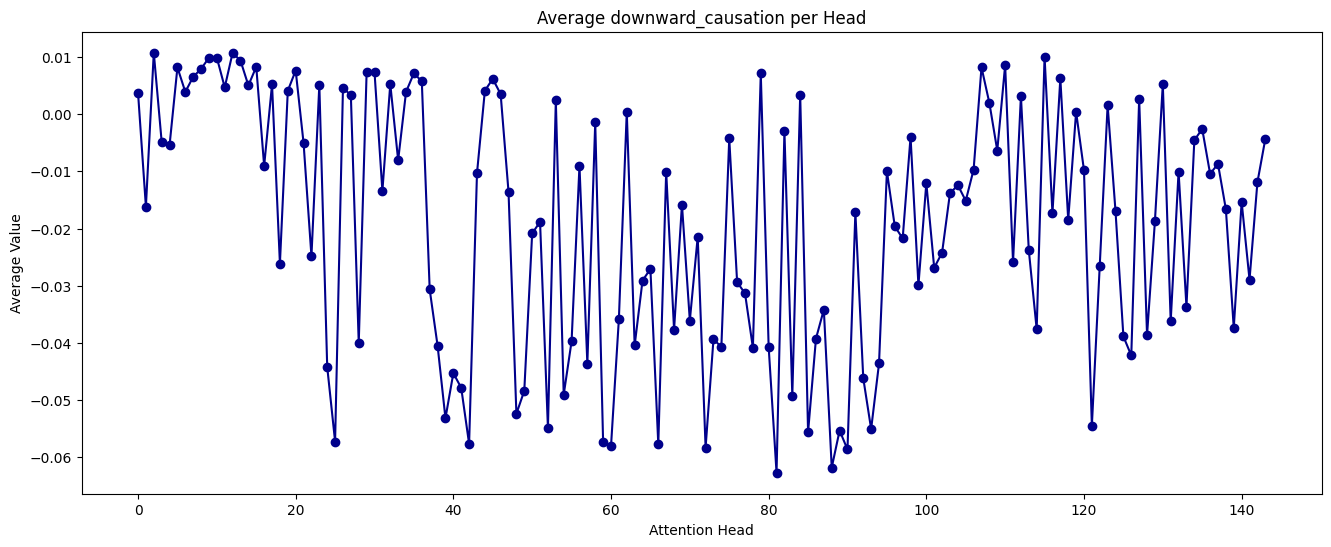 Average downward_causation per Head
Average Value
0.01
0.00
−0.01
−0.02
−0.03
−0.04
−0.05
−0.06
0 20 40 60 80 100 120 140
Attention Head